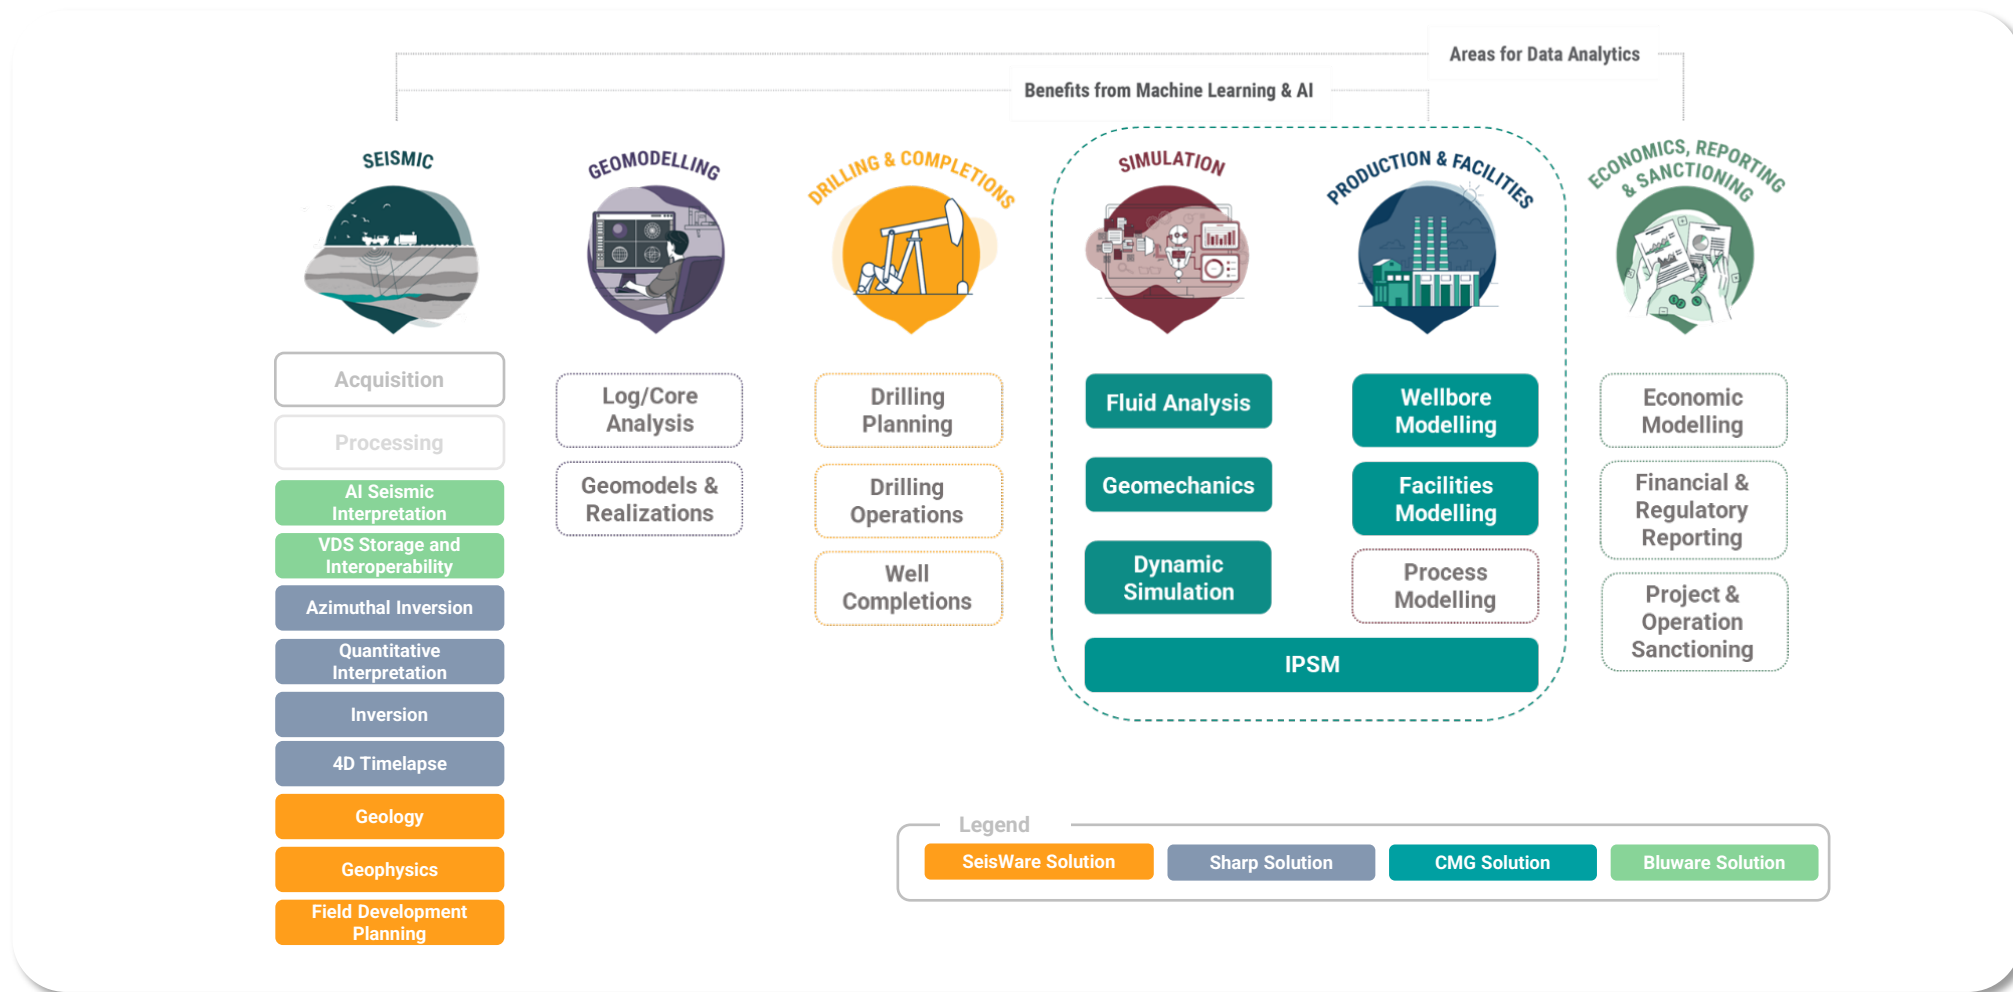 Areas for Data Analytics
Benefits from Machine Learning & AI
SEISMIC
GEOMODELLING
DRILLING & COMPLETIONS
SIMULATION
PRODUCTION & FACILITIES
ECONOMICS, REPORTING
& SANCTIONING
Acquisition
Processing
AI Seismic
Interpretation
VDS Storage and
Interoperability
Azimuthal Inversion
Quantitative
Interpretation
Inversion
4D Timelapse
Geology
Geophysics
Field Development
Planning
Log/Core
Analysis
Geomodels &
Realizations
Drilling
Planning
Drilling
Operations
Well
Completions
Fluid Analysis
Geomechanics
Dynamic
Simulation
Wellbore
Modelling
Facilities
Modelling
Process
Modelling
IPSM
Economic
Modelling
Financial &
Regulatory
Reporting
Project &
Operation
Sanctioning
Legend
SeisWare Solution
Sharp Solution
CMG Solution
Bluware Solution